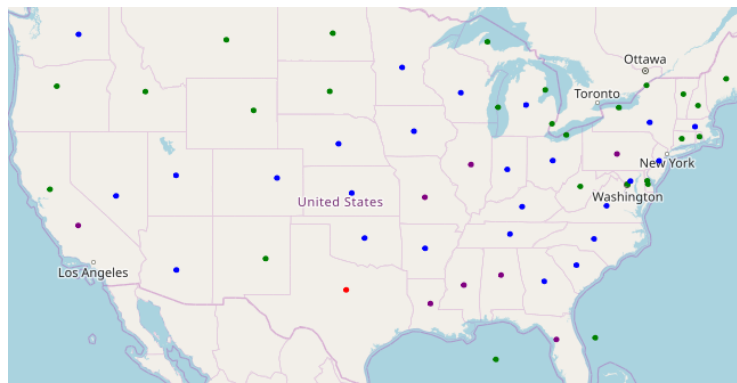 Ottawa
Toronto
New York
Washington
United States
Los Angeles